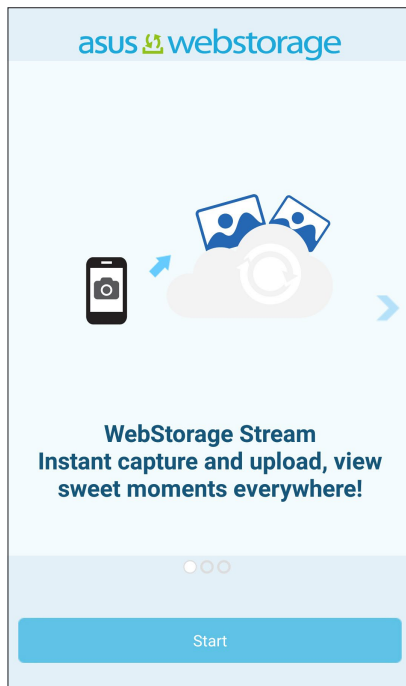 asus webstorage
WebStorage Stream
Instant capture and upload, view
sweet moments everywhere!
Start